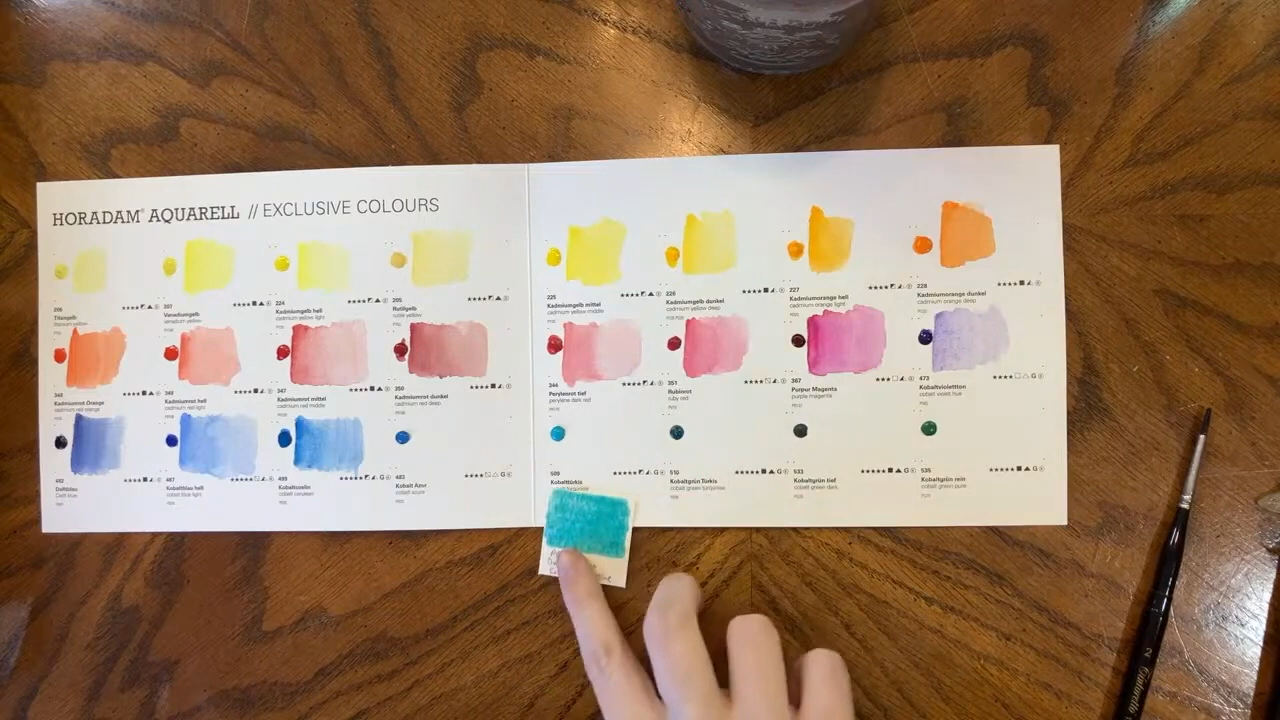 HORADAM® AQUARELL // EXCLUSIVE COLOURS
206
Titangelb
titanium yellow
207
Vanadiumgelb
vanadium yellow
224
Kadmiumgelb hell
cadmium yellow light
205
Rutilgelb
rutile yellow
225
Kadmiumgelb mittel
cadmium yellow middle
226
Kadmiumgelb dunkel
cadmium yellow deep
227
Kadmiumorange hell
cadmium orange light
228
Kadmiumorange dunkel
cadmium orange deep
348
Kadmiumrot Orange
cadmium red orange
349
Kadmiumrot hell
cadmium red light
347
Kadmiumrot mittel
cadmium red middle
350
Kadmiumrot dunkel
cadmium red deep
344
Perylenrot tief
perylene dark red
351
Rubinrot
ruby red
367
Purpur Magenta
purple magenta
473
Kobaltviolettton
cobalt violet hue
482
Delftblau
Delft blue
487
Kobaltblau hell
cobalt blue light
499
Kobaltcoelin
cobalt cerulean
483
Kobalt Azur
cobalt azure
509
Kobalttürkis
510
Kobaltgrün Türkis
cobalt green turquoise
533
Kobaltgrün tief
cobalt green dark
535
Kobaltgrün rein
cobalt green pure
2